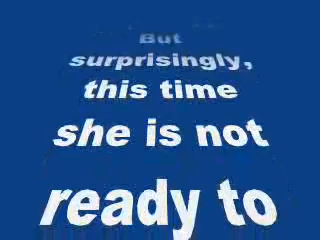 But
surprisingly,
this time
she is not
ready to